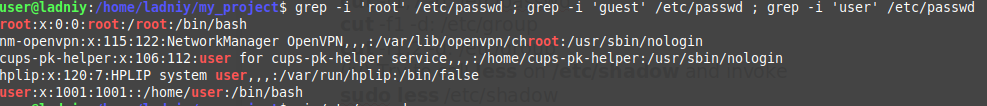 user@ladniy:/home/ladniy/my_project$ grep -i 'root' /etc/passwd ; grep -i 'guest' /etc/passwd ; grep -i 'user' /etc/passwd
root:x:0:0:root:/root:/bin/bash
nm-openvpn:x:115:122:NetworkManager OpenVPN,,,:/var/lib/openvpn/chroot:/usr/sbin/nologin
cups-pk-helper:x:106:112:user for cups-pk-helper service,,,:/home/cups-pk-helper:/usr/sbin/nologin
hplip:x:120:7:HPLIP system user,,,:/var/run/hplip:/bin/false
user:x:1001:1001::/home/user:/bin/bash
cut -f1 -d: /etc/group
on /etc/shadow and invoke
sudo less /etc/shadow